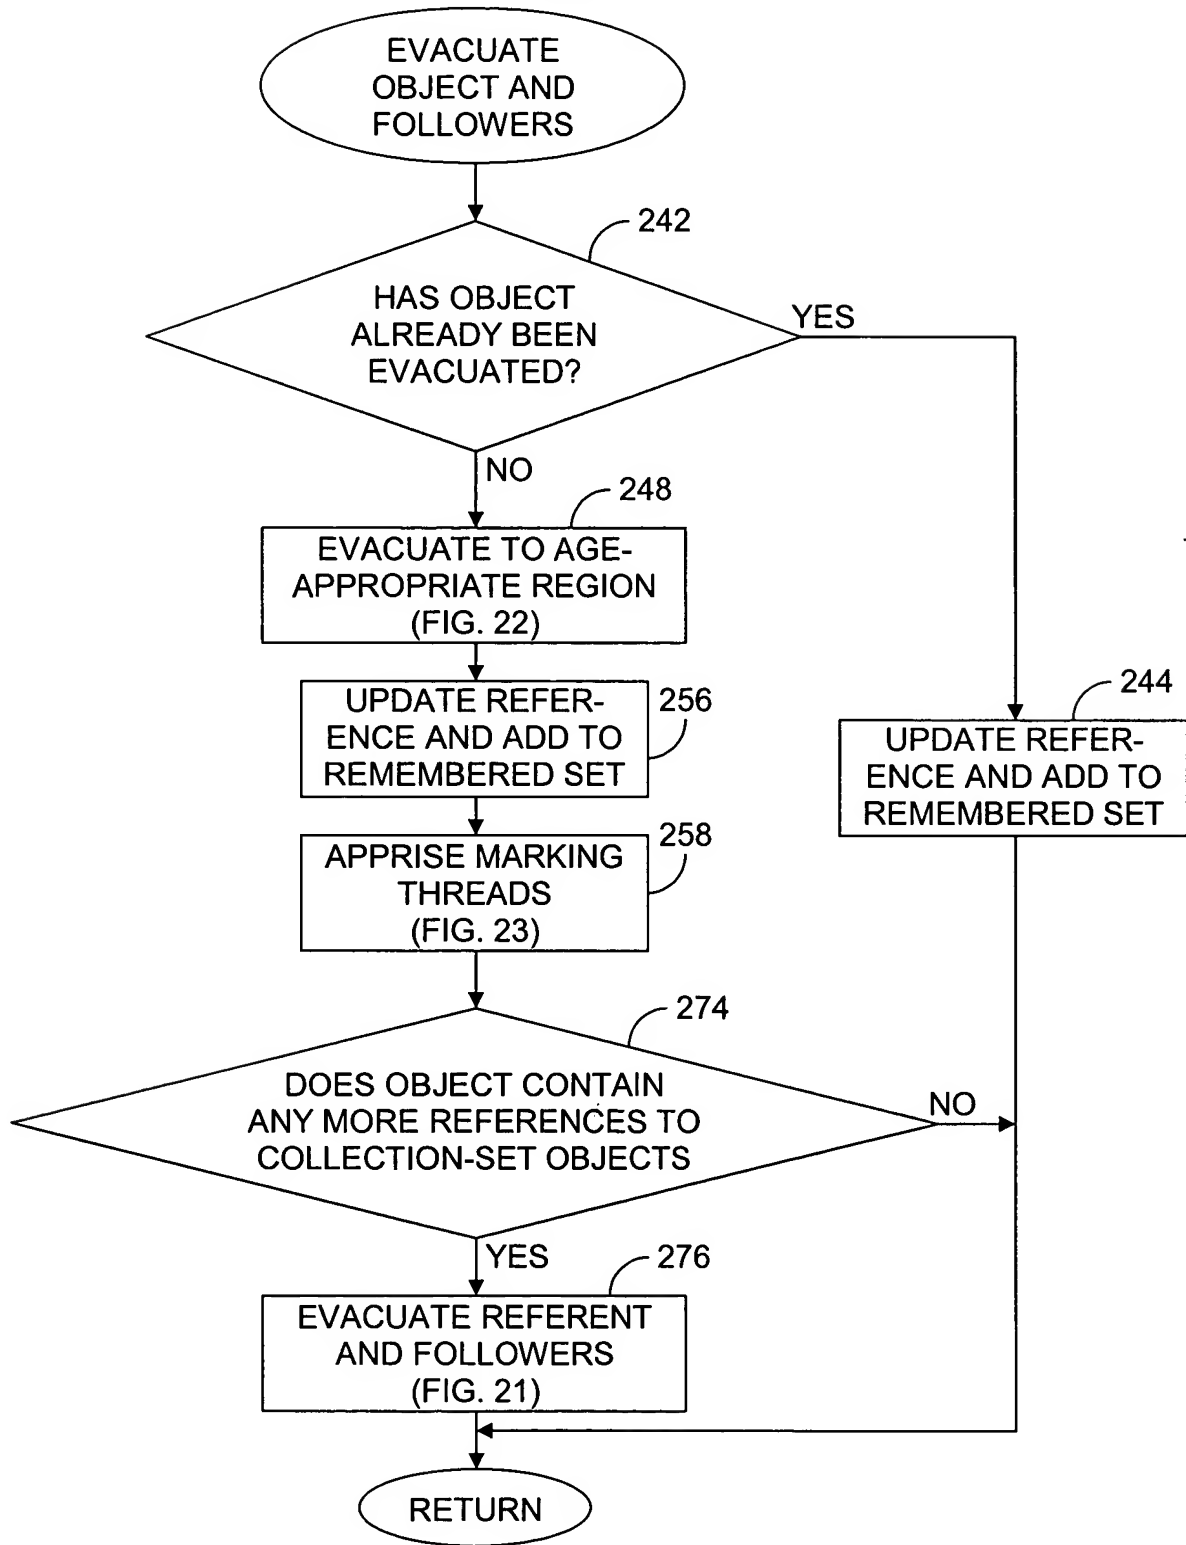 EVACUATE
OBJECT AND
FOLLOWERS
242
HAS OBJECT
ALREADY BEEN
EVACUATED?
YES
NO
248
EVACUATE TO AGE-
APPROPRIATE REGION
(FIG. 22)
256
UPDATE REFER-
ENCE AND ADD TO
REMEMBERED SET
244
UPDATE REFER-
ENCE AND ADD TO
REMEMBERED SET
258
APPRISE MARKING
THREADS
(FIG. 23)
274
DOES OBJECT CONTAIN
ANY MORE REFERENCES TO
COLLECTION-SET OBJECTS
NO
YES
276
EVACUATE REFERENT
AND FOLLOWERS
(FIG. 21)
RETURN